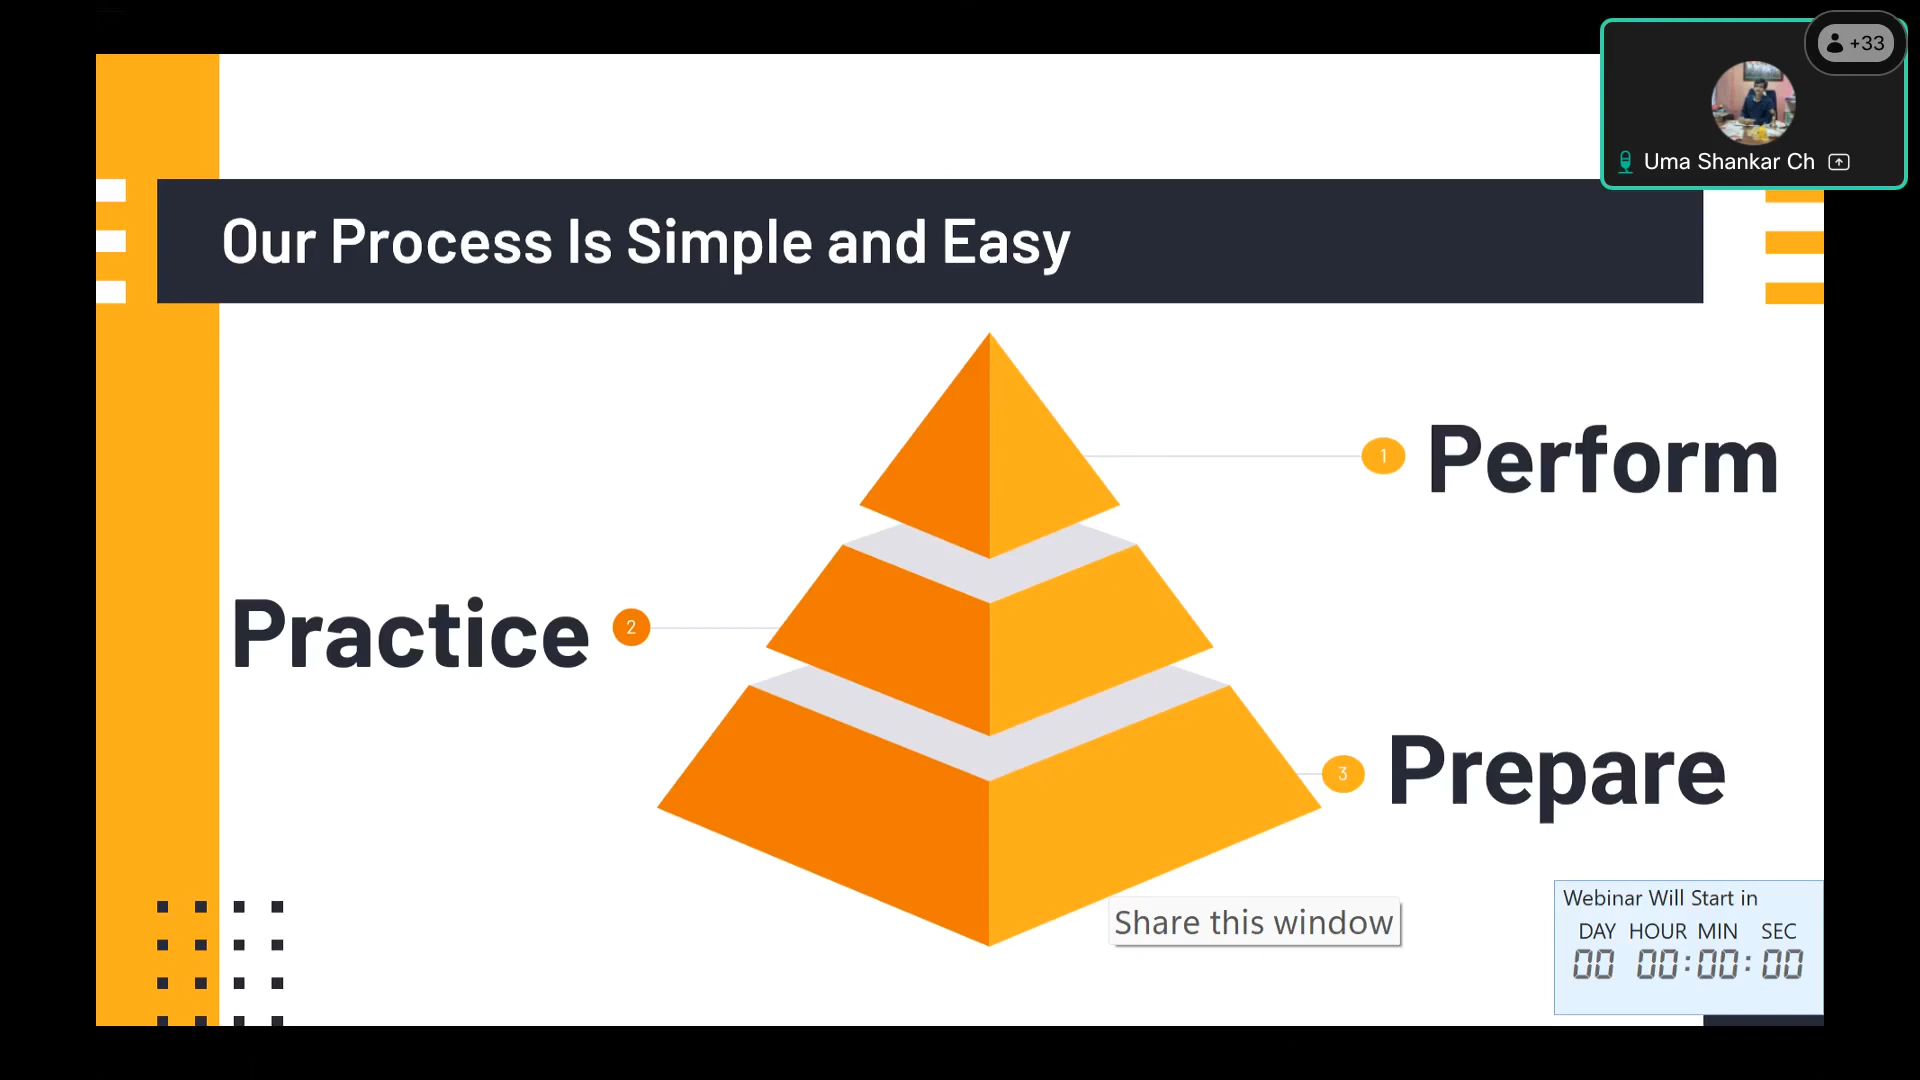 +33
Uma Shankar Ch
Our Process Is Simple and Easy
1 Perform
Practice 2
3 Prepare
Share this window
Webinar Will Start in
DAY HOUR MIN SEC
00 00:00:00